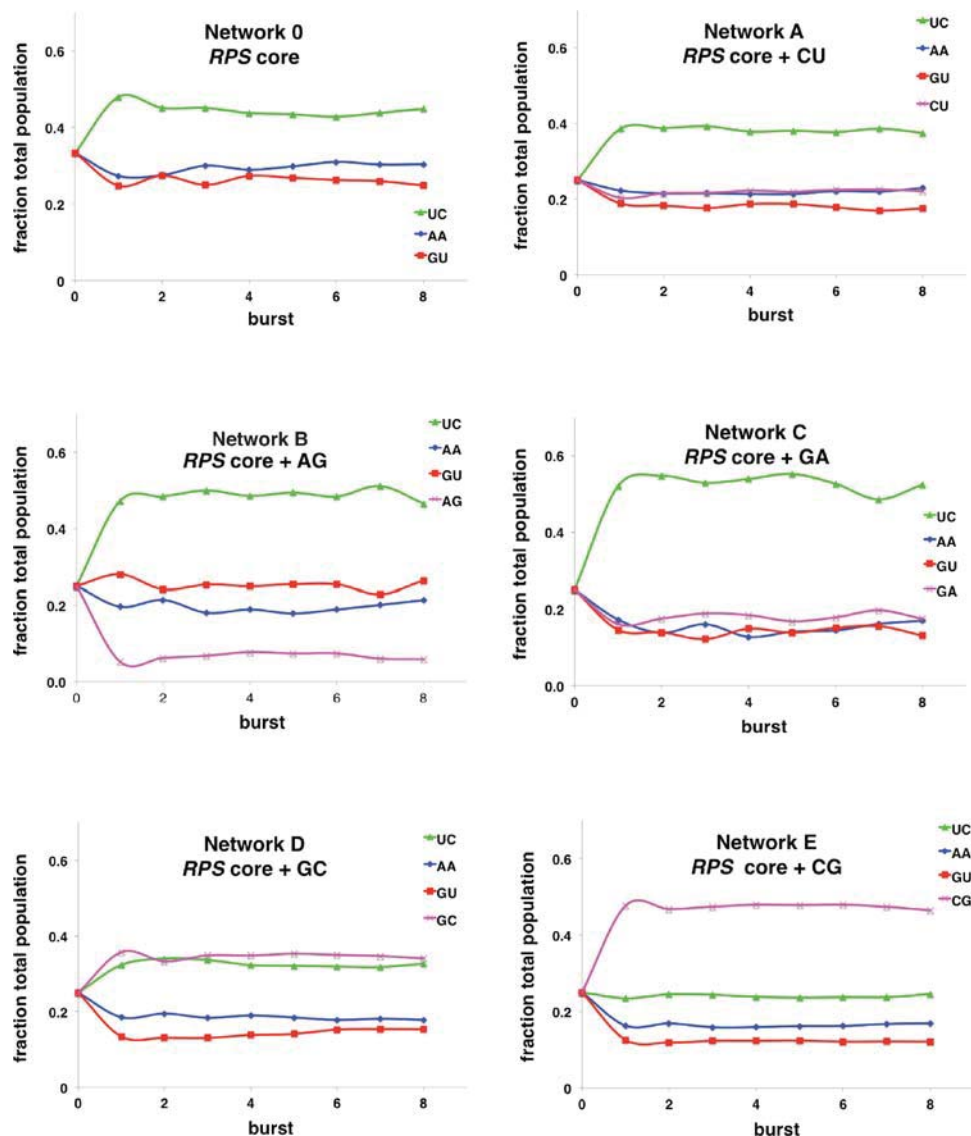 Network 0
RPS core
fraction total population
0.6
0.4
0.2
0
0
2
4
6
8
burst
UC
AA
GU
Network A
RPS core + CU
fraction total population
0.6
0.4
0.2
0
0
2
4
6
8
burst
UC
AA
GU
CU
Network B
RPS core + AG
fraction total population
0.6
0.4
0.2
0.0
0
2
4
6
8
burst
UC
AA
GU
AG
Network C
RPS core + GA
fraction total population
0.6
0.4
0.2
0.0
0
2
4
6
8
burst
UC
AA
GU
GA
Network D
RPS core + GC
fraction total population
0.6
0.4
0.2
0
0
2
4
6
8
burst
UC
AA
GU
GC
Network E
RPS core + CG
fraction total population
0.6
0.4
0.2
0
0
2
4
6
8
burst
UC
AA
GU
CG